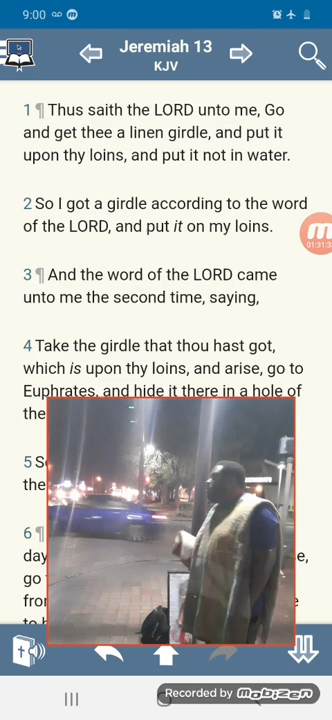 9:00
Jeremiah 13
KJV
1 ¶ Thus saith the LORD unto me, Go
and get thee a linen girdle, and put it
upon thy loins, and put it not in water.
2 So I got a girdle according to the word
of the LORD, and put it on my loins.
3 ¶ And the word of the LORD came
unto me the second time, saying,
01:31:3
4 Take the girdle that thou hast got,
which is upon thy loins, and arise, go to
Euphrates, and hide it there in a hole of
the
5 S
the
6 ¶
day
e,
go
from
e
Recorded by mobizen